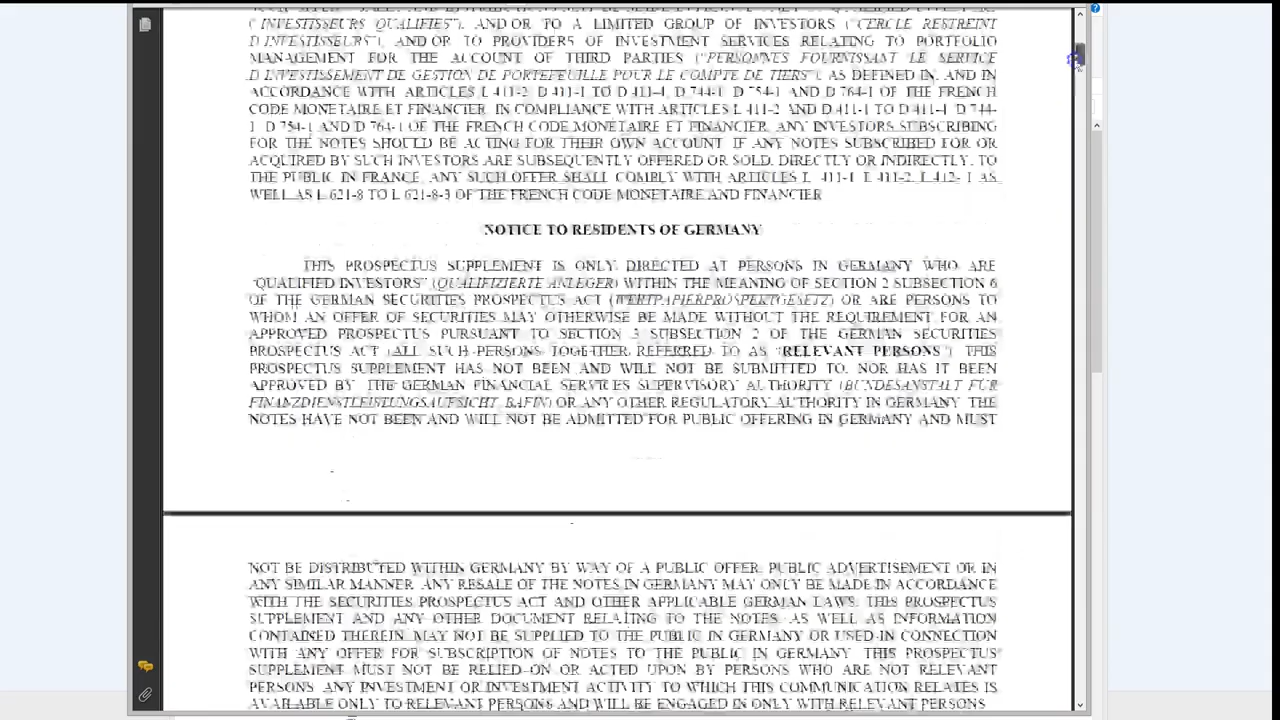 ("INVESTISSEURS QUALIFIES"), AND/OR TO A LIMITED GROUP OF INVESTORS ("CERCLE RESTREINT
D'INVESTISSEURS"), AND/OR TO PROVIDERS OF INVESTMENT SERVICES RELATING TO PORTFOLIO
MANAGEMENT FOR THE ACCOUNT OF THIRD PARTIES ("PERSONNES FOURNISSANT LE SERVICE
D'INVESTISSEMENT DE GESTION DE PORTEFEUILLE POUR LE COMPTE DE TIERS"), AS DEFINED IN, AND IN
ACCORDANCE WITH ARTICLES L.411-2, D.411-1 TO D.411-4, D.744-1, D.754-1 AND D.764-1 OF THE FRENCH
CODE MONETAIRE ET FINANCIER. IN COMPLIANCE WITH ARTICLES L.411-2 AND D.411-1 TO D.411-4, D.744-
1, D.754-1 AND D.764-1 OF THE FRENCH CODE MONETAIRE ET FINANCIER, ANY INVESTORS SUBSCRIBING
FOR THE NOTES SHOULD BE ACTING FOR THEIR OWN ACCOUNT. IF ANY NOTES SUBSCRIBED FOR OR
ACQUIRED BY SUCH INVESTORS ARE SUBSEQUENTLY OFFERED OR SOLD, DIRECTLY OR INDIRECTLY, TO
THE PUBLIC IN FRANCE, ANY SUCH OFFER SHALL COMPLY WITH ARTICLES L. 411-1, L.411-2, L.412-1 AS
WELL AS L.621-8 TO L.621-8-3 OF THE FRENCH CODE MONETAIRE AND FINANCIER.
NOTICE TO RESIDENTS OF GERMANY
THIS PROSPECTUS SUPPLEMENT IS ONLY DIRECTED AT PERSONS IN GERMANY WHO ARE
"QUALIFIED INVESTORS" (QUALIFIZIERTE ANLEGER) WITHIN THE MEANING OF SECTION 2 SUBSECTION 6
OF THE GERMAN SECURITIES PROSPECTUS ACT (WERTPAPIERPROSPEKTGESETZ) OR ARE PERSONS TO
WHOM AN OFFER OF SECURITIES MAY OTHERWISE BE MADE WITHOUT THE REQUIREMENT FOR AN
APPROVED PROSPECTUS PURSUANT TO SECTION 3 SUBSECTION 2 OF THE GERMAN SECURITIES
PROSPECTUS ACT (ALL SUCH PERSONS TOGETHER REFERRED TO AS "RELEVANT PERSONS"). THIS
PROSPECTUS SUPPLEMENT HAS NOT BEEN AND WILL NOT BE SUBMITTED TO, NOR HAS IT BEEN
APPROVED BY, THE GERMAN FINANCIAL SERVICES SUPERVISORY AUTHORITY (BUNDESANSTALT FÜR
FINANZDIENSTLEISTUNGSAUFSICHT, BAFIN) OR ANY OTHER REGULATORY AUTHORITY IN GERMANY. THE
NOTES HAVE NOT BEEN AND WILL NOT BE ADMITTED FOR PUBLIC OFFERING IN GERMANY AND MUST
NOT BE DISTRIBUTED WITHIN GERMANY BY WAY OF A PUBLIC OFFER, PUBLIC ADVERTISEMENT OR IN
ANY SIMILAR MANNER. ANY RESALE OF THE NOTES IN GERMANY MAY ONLY BE MADE IN ACCORDANCE
WITH THE SECURITIES PROSPECTUS ACT AND OTHER APPLICABLE GERMAN LAWS. THIS PROSPECTUS
SUPPLEMENT AND ANY OTHER DOCUMENT RELATING TO THE NOTES, AS WELL AS INFORMATION
CONTAINED THEREIN, MAY NOT BE SUPPLIED TO THE PUBLIC IN GERMANY OR USED IN CONNECTION
WITH ANY OFFER FOR SUBSCRIPTION OF NOTES TO THE PUBLIC IN GERMANY. THIS PROSPECTUS
SUPPLEMENT MUST NOT BE RELIED ON OR ACTED UPON BY PERSONS WHO ARE NOT RELEVANT
PERSONS. ANY INVESTMENT OR INVESTMENT ACTIVITY TO WHICH THIS COMMUNICATION RELATES IS
AVAILABLE ONLY TO RELEVANT PERSONS AND WILL BE ENGAGED IN ONLY WITH RELEVANT PERSONS.